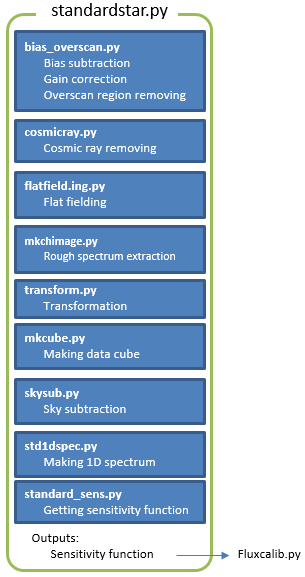 standardstar.py
bias_overscan.py
Bias subtraction
Gain correction
Overscan region removing
cosmicray.py
Cosmic ray removing
flatfield.ing.py
Flat fielding
mkchimage.py
Rough spectrum extraction
transform.py
Transformation
mkcube.py
Making data cube
skysub.py
Sky subtraction
std1dspec.py
Making 1D spectrum
standard_sens.py
Getting sensitivity function
Outputs:
Sensitivity function Fluxcalib.py